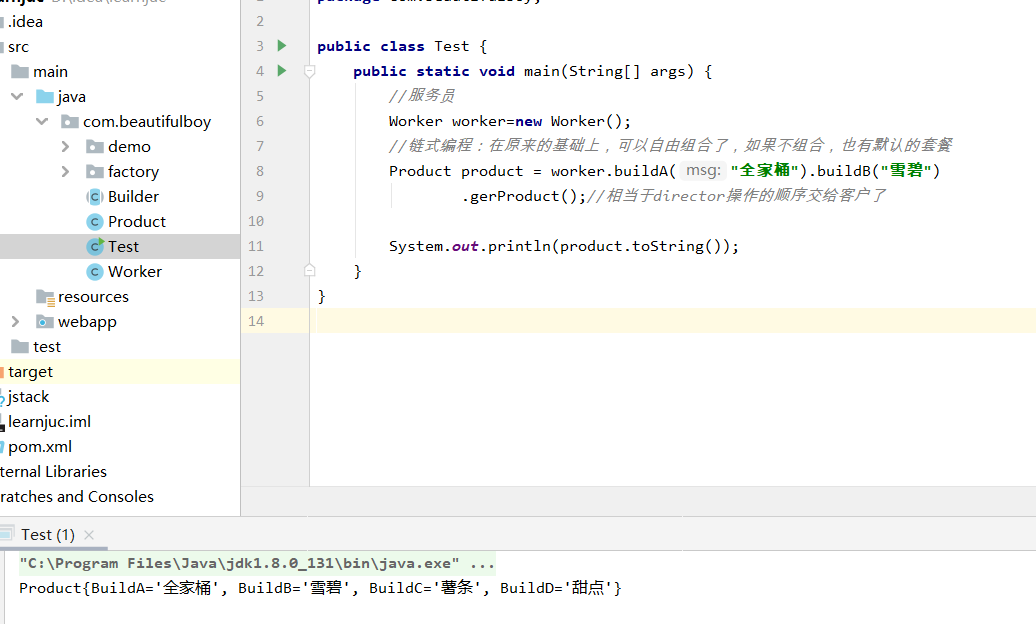 .idea
src
main
java
com.beautifulboy
demo
factory
Builder
Product
Test
Worker
resources
webapp
test
target
jstack
learnjuc.iml
pom.xml
ternal Libraries
ratches and Consoles
2
3 public class Test {
4 public static void main(String[] args) {
5 //服务员
6 Worker worker=new Worker();
7 //链式编程：在原来的基础上，可以自由组合了，如果不组合，也有默认的套餐
8 Product product = worker.buildA( msg: "全家桶").buildB("雪碧")
9 .gerProduct();//相当于director操作的顺序交给客户了
10
11 System.out.println(product.toString());
12 }
13 }
14
Test (1) ×
"C:\Program Files\Java\jdk1.8.0_131\bin\java.exe" ...
Product{BuildA='全家桶', BuildB='雪碧', BuildC='薯条', BuildD='甜点'}